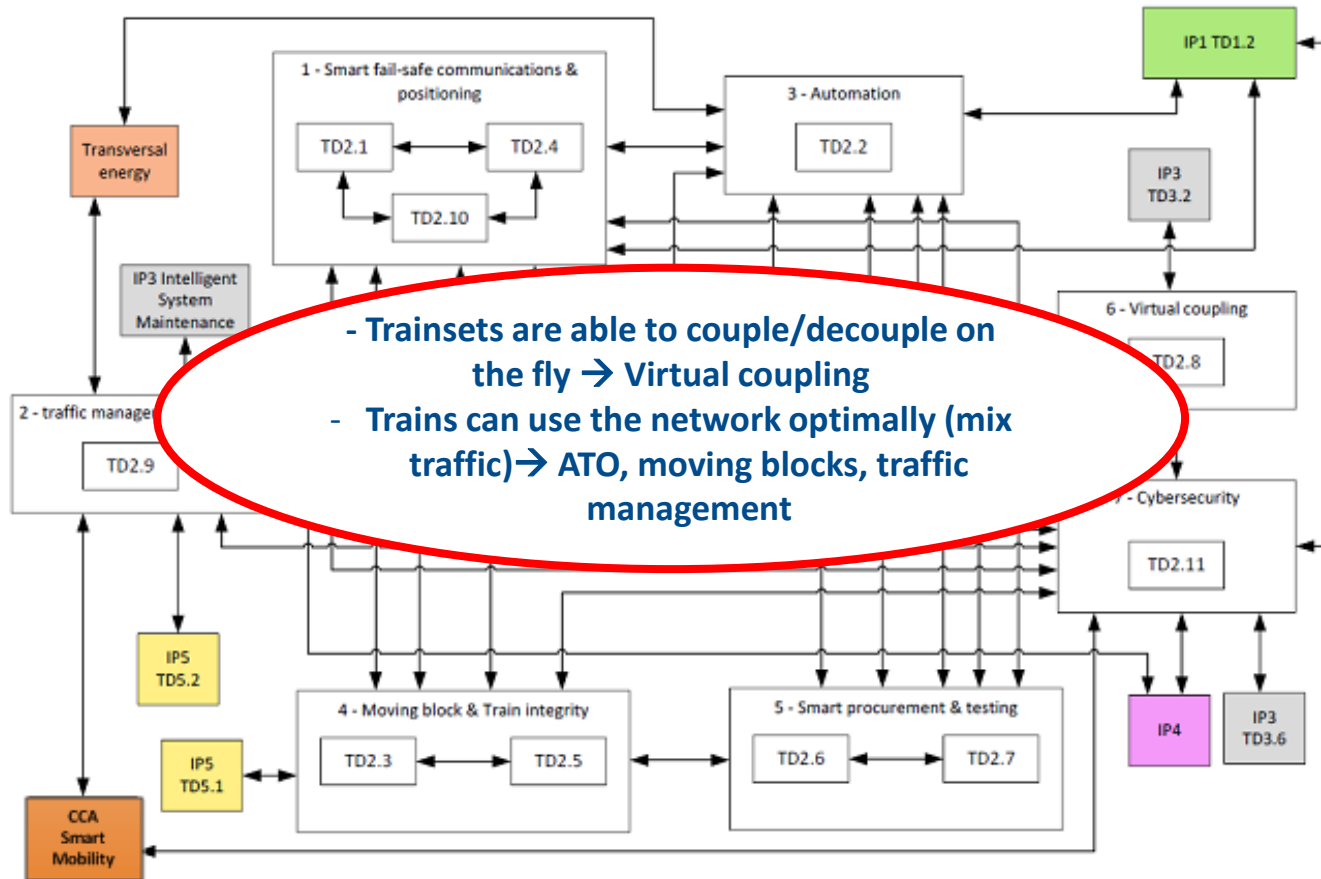 1 - Smart fail-safe communications &
positioning
TD2.1
TD2.4
TD2.10
3 - Automation
TD2.2
IP1 TD1.2
Transversal
energy
IP3
TD3.2
IP3 Intelligent
System
Maintenance
6 - Virtual coupling
TD2.8
- Trainsets are able to couple/decouple on
the fly → Virtual coupling
- Trains can use the network optimally (mix
traffic)→ ATO, moving blocks, traffic
management
2 - traffic manage
TD2.9
- Cybersecurity
TD2.11
IP5
TD5.2
4 - Moving block & Train integrity
TD2.3
TD2.5
5 - Smart procurement & testing
TD2.6
TD2.7
IP4
IP3
TD3.6
IP5
TD5.1
CCA
Smart
Mobility